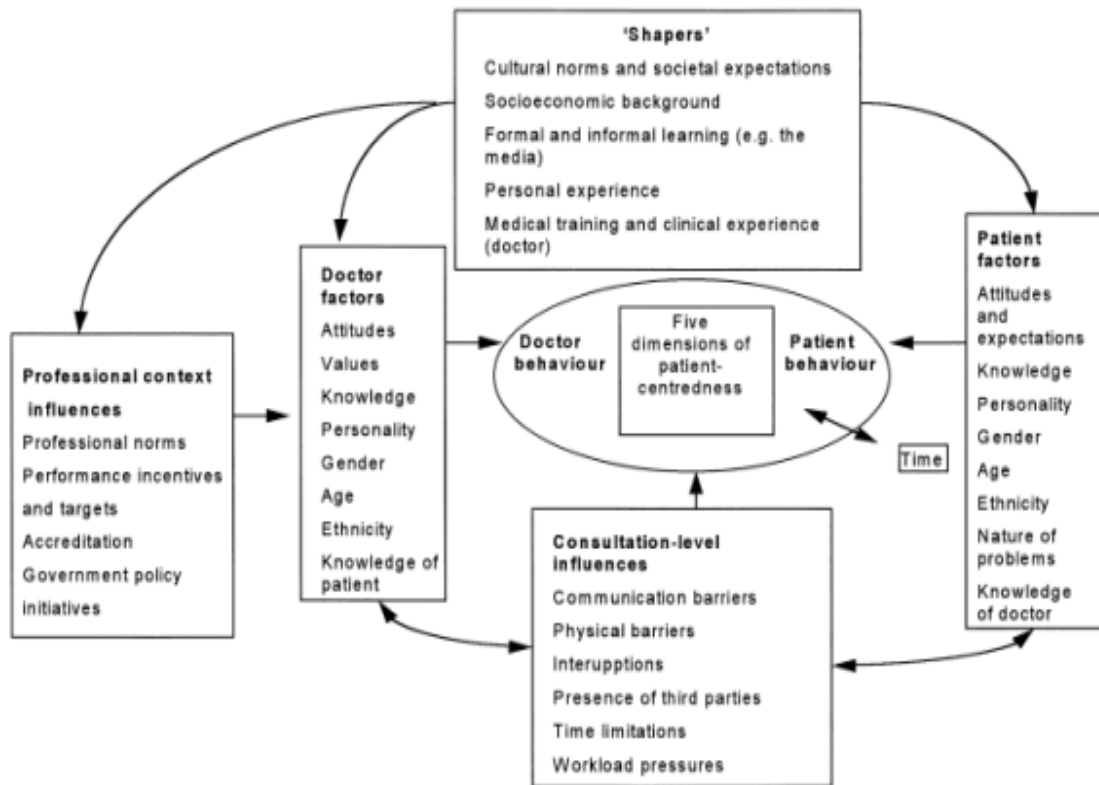 ‘Shapers’
Cultural norms and societal expectations
Socioeconomic background
Formal and informal learning (e.g. the
media)
Personal experience
Medical training and clinical experience
(doctor)
Doctor
factors
Attitudes
Values
Knowledge
Personality
Gender
Age
Ethnicity
Knowledge of
patient
Professional context
influences
Professional norms
Performance incentives
and targets
Accreditation
Government policy
initiatives
Doctor
behaviour
Five
dimensions of
patient-
centredness
Patient
behaviour
Time
Patient
factors
Attitudes
and
expectations
Knowledge
Personality
Gender
Age
Ethnicity
Nature of
problems
Knowledge
of doctor
Consultation-level
influences
Communication barriers
Physical barriers
Interupptions
Presence of third parties
Time limitations
Workload pressures